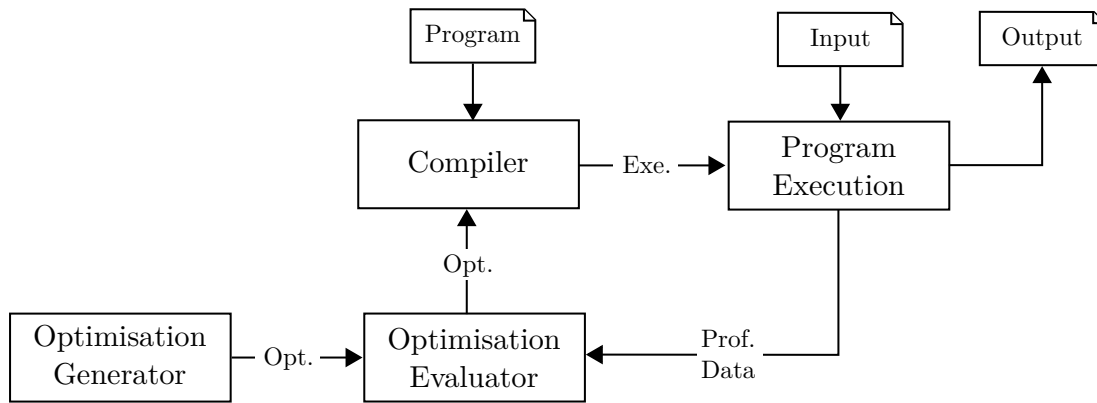 Program
Input
Output
Compiler
Exe.
Program
Execution
Opt.
Optimisation
Generator
Opt.
Optimisation
Evaluator
Prof.
Data